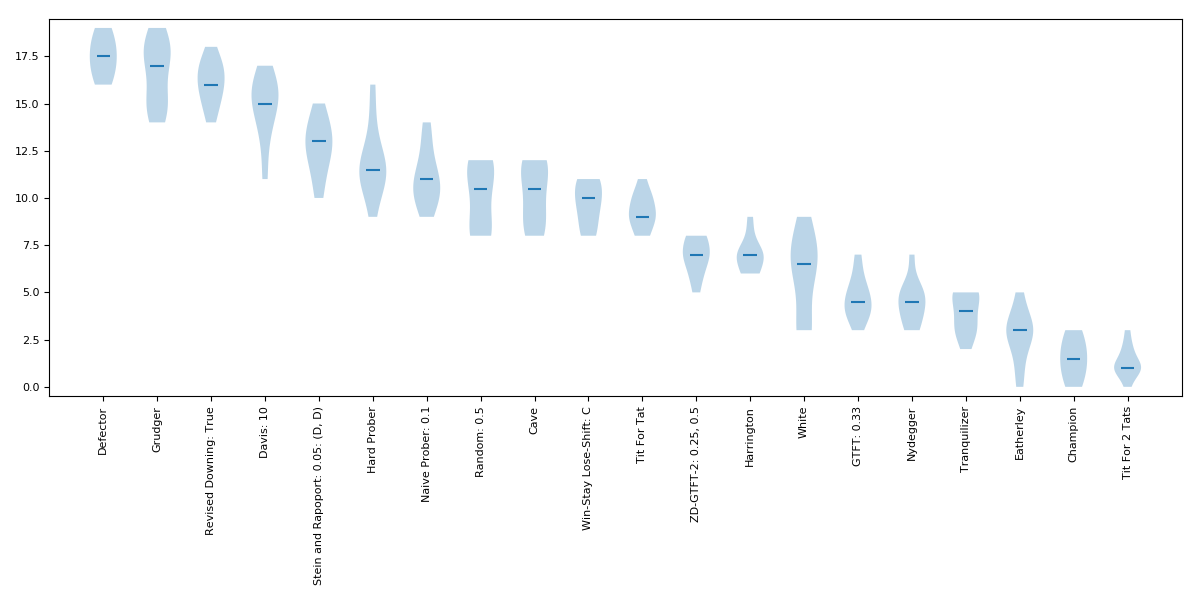 17.5
15.0
12.5
10.0
7.5
5.0
2.5
0.0
Defector
Grudger
Revised Downing: True
Davis: 10
Stein and Rapoport: 0.05: (D, D)
Hard Prober
Naive Prober: 0.1
Random: 0.5
Cave
Win-Stay Lose-Shift: C
Tit For Tat
ZD-GTFT-2: 0.25, 0.5
Harrington
White
GTFT: 0.33
Nydegger
Tranquilizer
Eatherley
Champion
Tit For 2 Tats